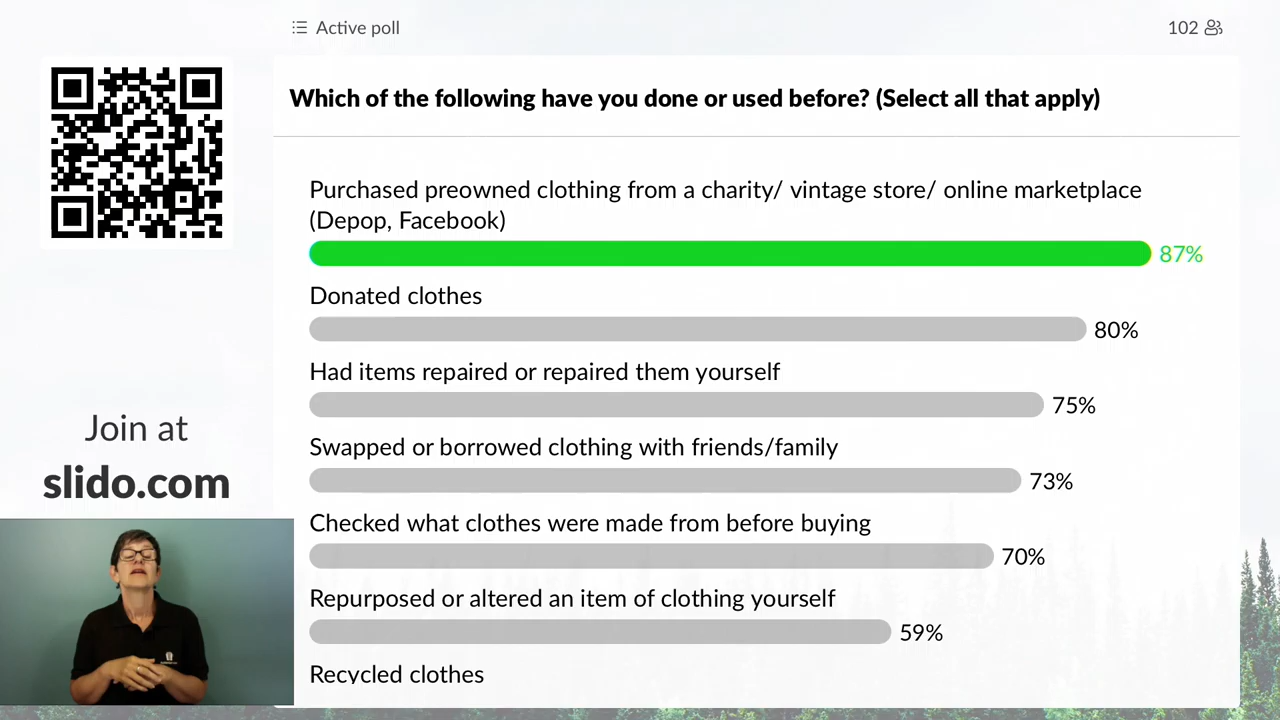 Active poll
102
Which of the following have you done or used before? (Select all that apply)
Purchased preowned clothing from a charity/ vintage store/ online marketplace
(Depop, Facebook)
87%
Donated clothes
80%
Had items repaired or repaired them yourself
75%
Swapped or borrowed clothing with friends/family
73%
Checked what clothes were made from before buying
70%
Repurposed or altered an item of clothing yourself
59%
Recycled clothes
Join at
slido.com